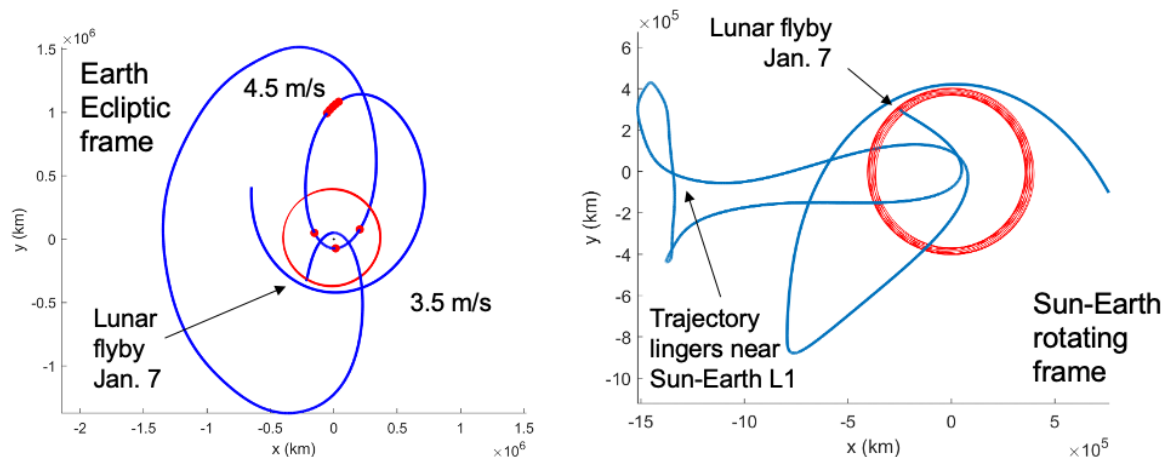 ×10⁶
Earth
Ecliptic
frame
4.5 m/s
3.5 m/s
Lunar
flyby
Jan. 7
y (km)
1.5
1
0.5
0
-0.5
-1
-2
-1.5
-1
-0.5
0
0.5
1
1.5
x (km)
×10⁶
×10⁵
Lunar flyby
Jan. 7
y (km)
6
4
2
0
-2
-4
-6
-8
-10
Trajectory
lingers near
Sun-Earth L1
Sun-Earth
rotating
frame
-15
-10
-5
0
5
x (km)
×10⁵